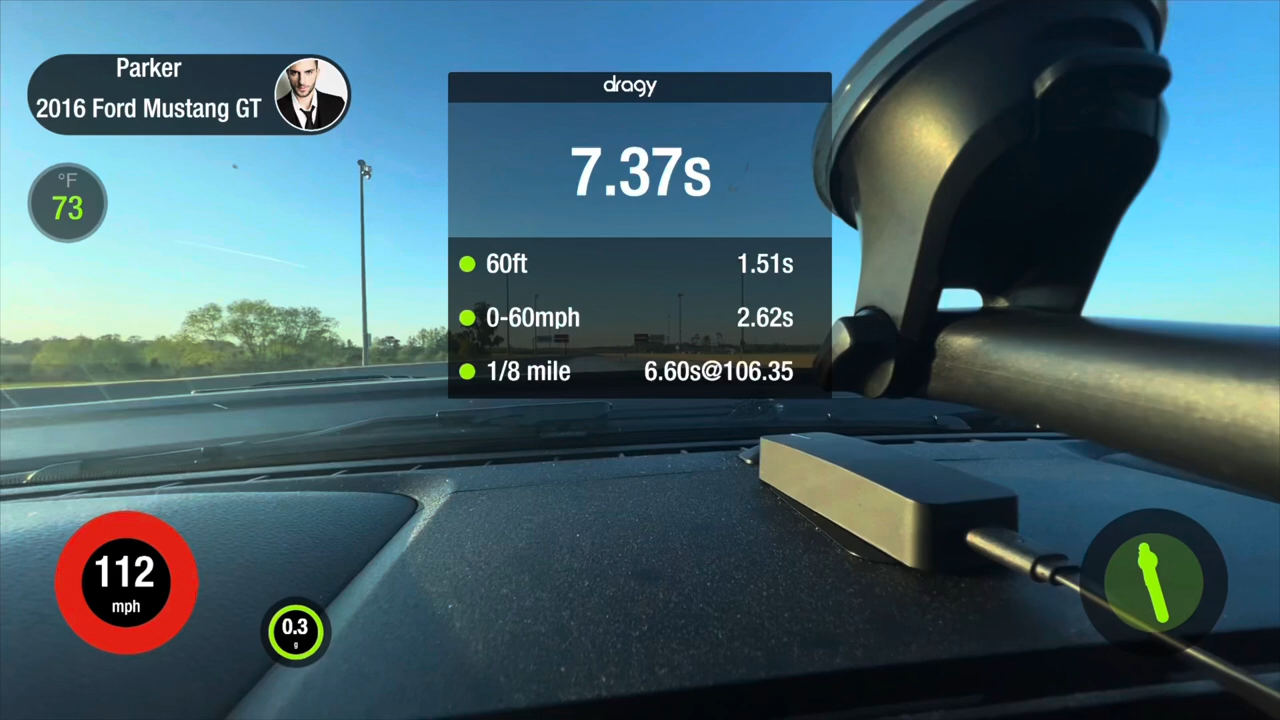 Parker
2016 Ford Mustang GT
°F
73
dragy
7.37s
60ft 1.51s
0-60mph 2.62s
1/8 mile 6.60s@106.35
112
mph
0.3
g